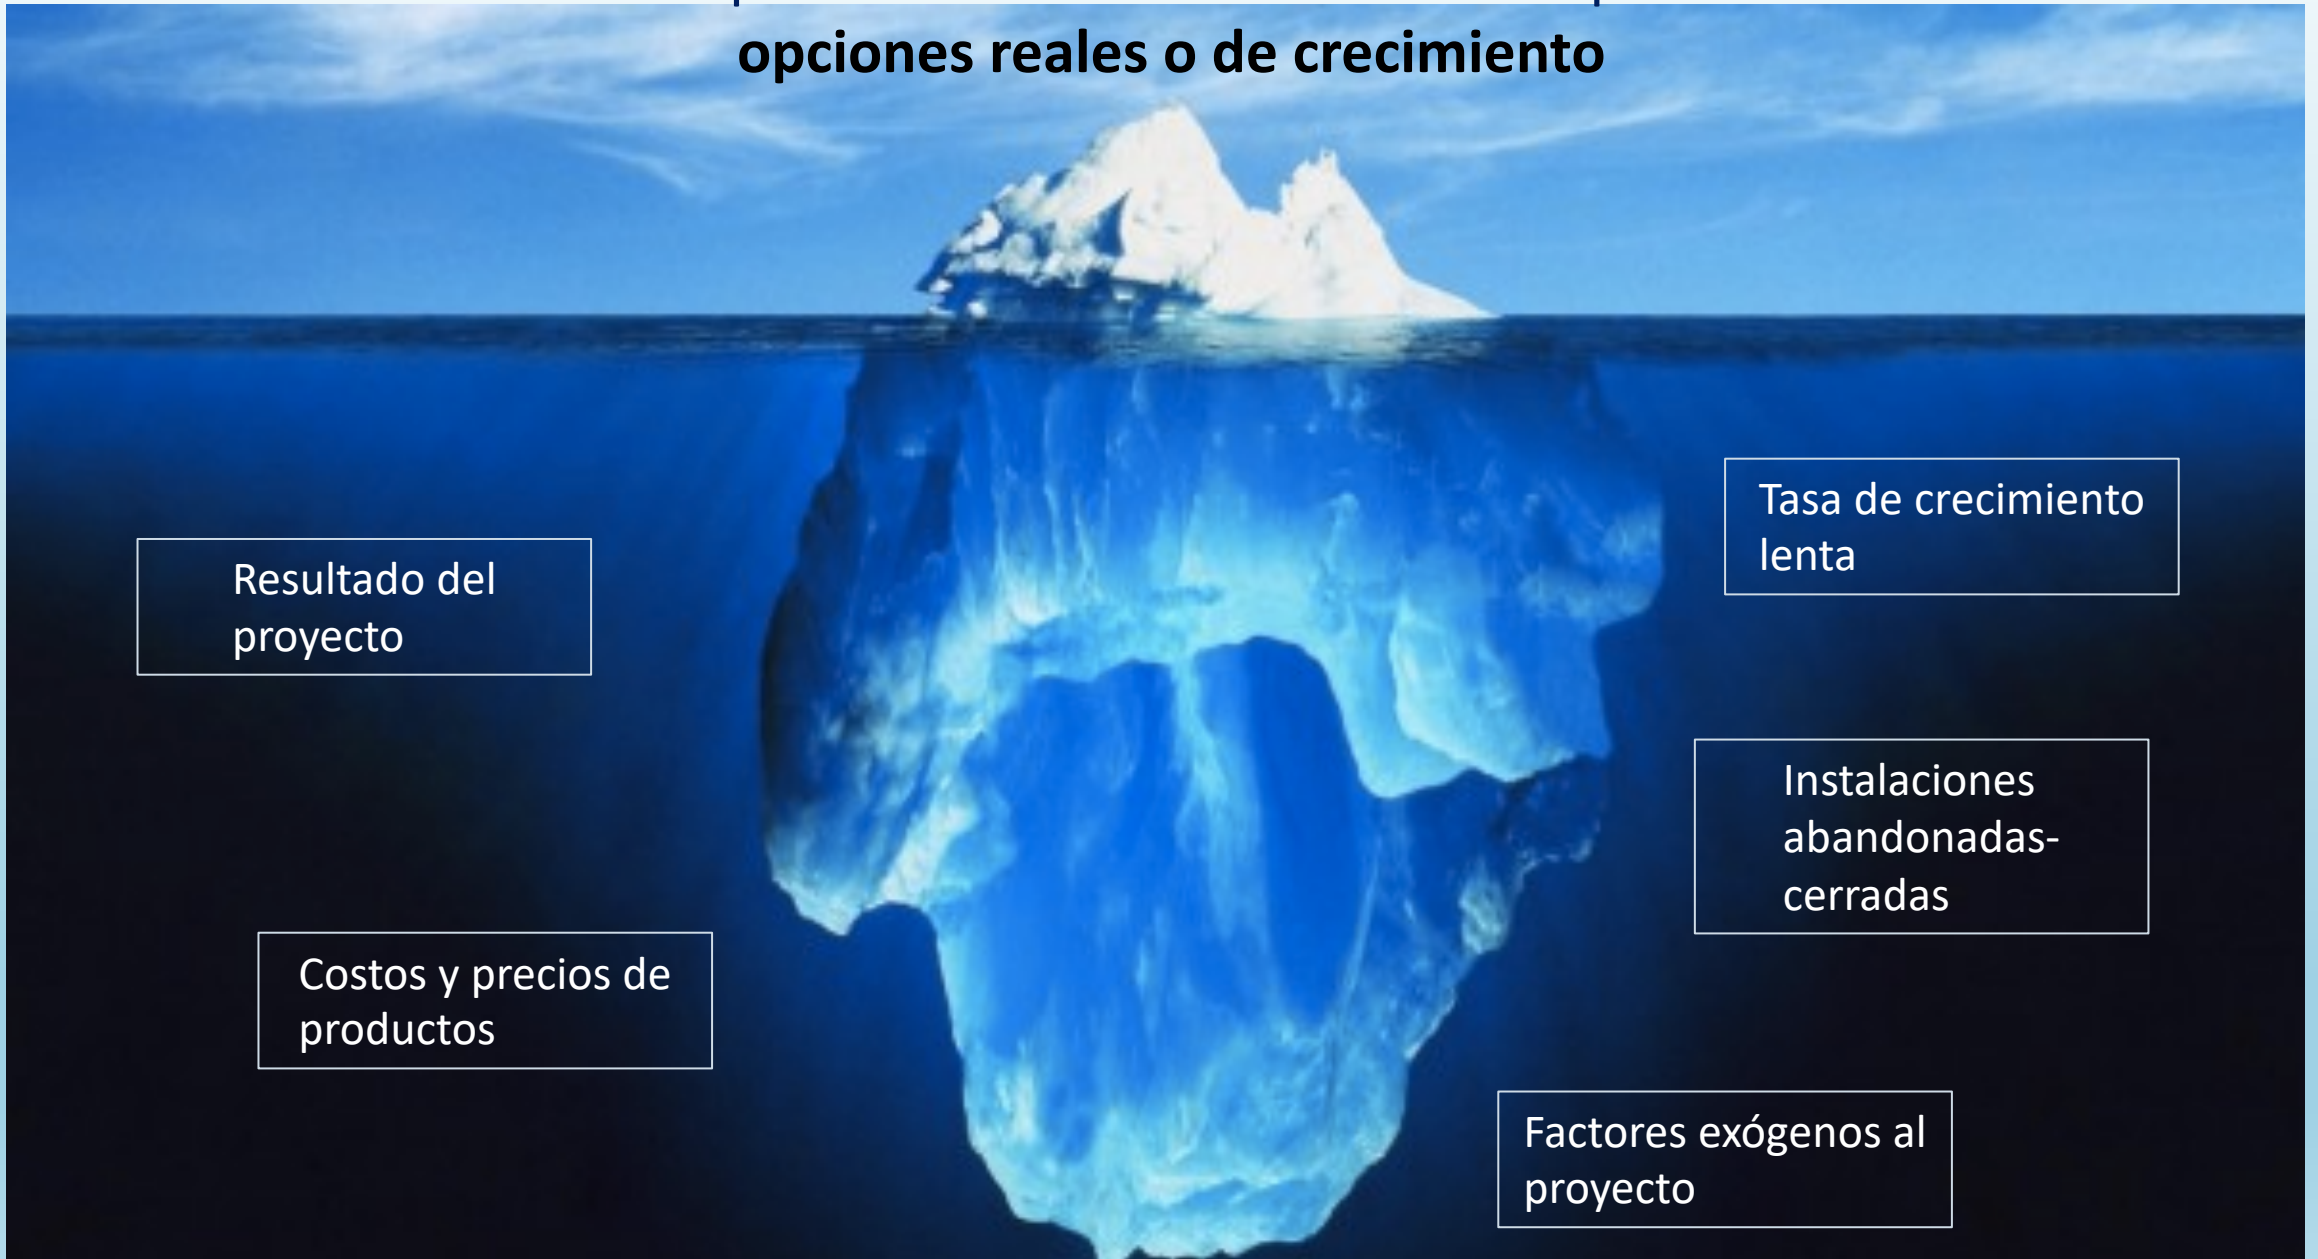 opciones reales o de crecimiento
Tasa de crecimiento
lenta
Resultado del
proyecto
Instalaciones
abandonadas-
cerradas
Costos y precios de
productos
Factores exógenos al
proyecto